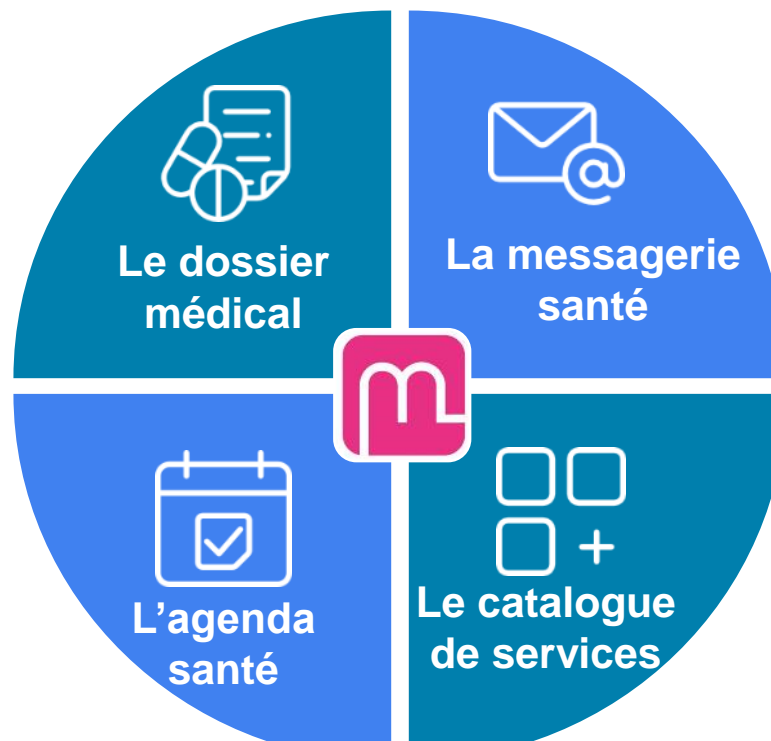 Le dossier
médical
La messagerie
santé
L’agenda
santé
Le catalogue
de services